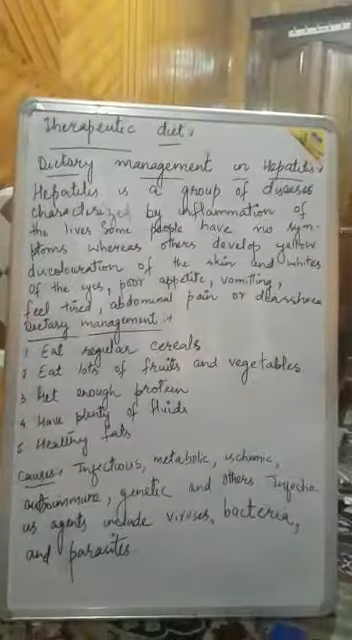 Therapeutic diet:
Dietary management in Hepatitis:
Hepatitis is a group of diseases
characterized by inflammation of
the lives Some people have no sym-
ptoms whereas others develop yellow
discolouration of the skin and whites
of the eyes, poor appetite, vomitting,
feel tired, abdominal pain or diarrhoea
Dietary management :-
1 Eat regular cereals
2 Eat lots of fruits and vegetables
3 Get enough protein
4 Have plenty of fluids
5 Healthy fats
Causes: Infectious, metabolic, ischemic,
autoimmune, genetic and others Infectio
us agents include viruses, bacteria,
and parasites.